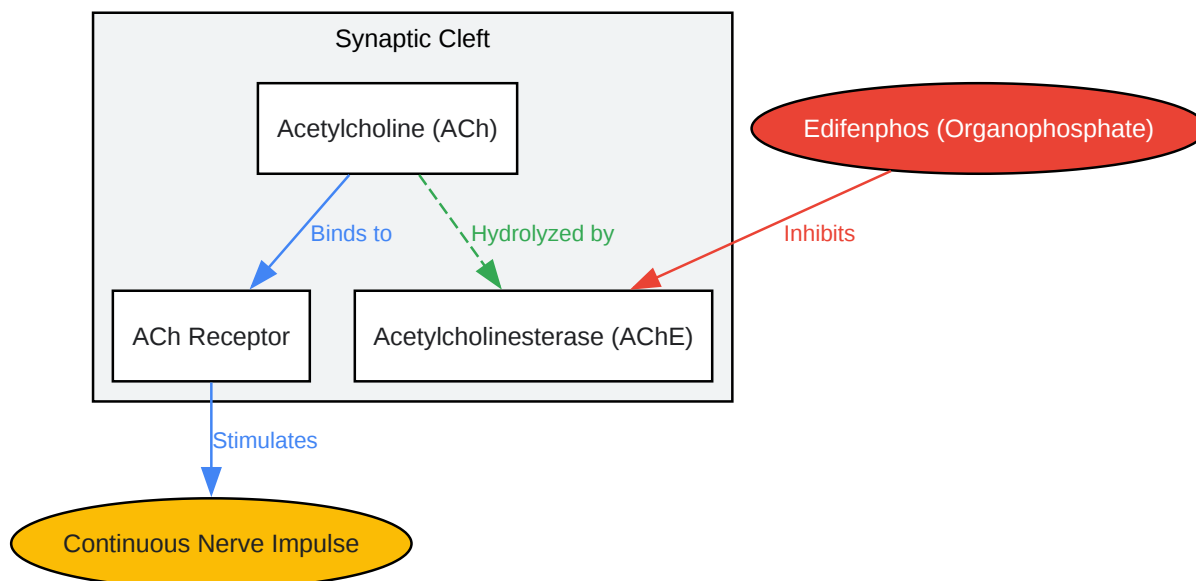 Synaptic Cleft
Acetylcholine (ACh)
Edifenphos (Organophosphate)
Binds to
Hydrolyzed by
Inhibits
ACh Receptor
Acetylcholinesterase (AChE)
Stimulates
Continuous Nerve Impulse